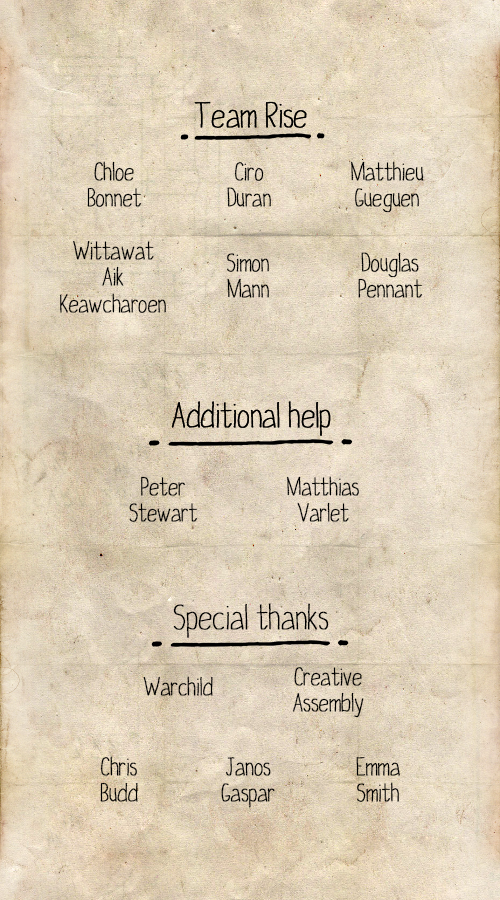 Team Rise
Chloe Bonnet
Ciro Duran
Matthieu Gueguen
Wittawat Aik Keawcharoen
Simon Mann
Douglas Pennant
Additional help
Peter Stewart
Matthias Varlet
Special thanks
Warchild
Creative Assembly
Chris Budd
Janos Gaspar
Emma Smith